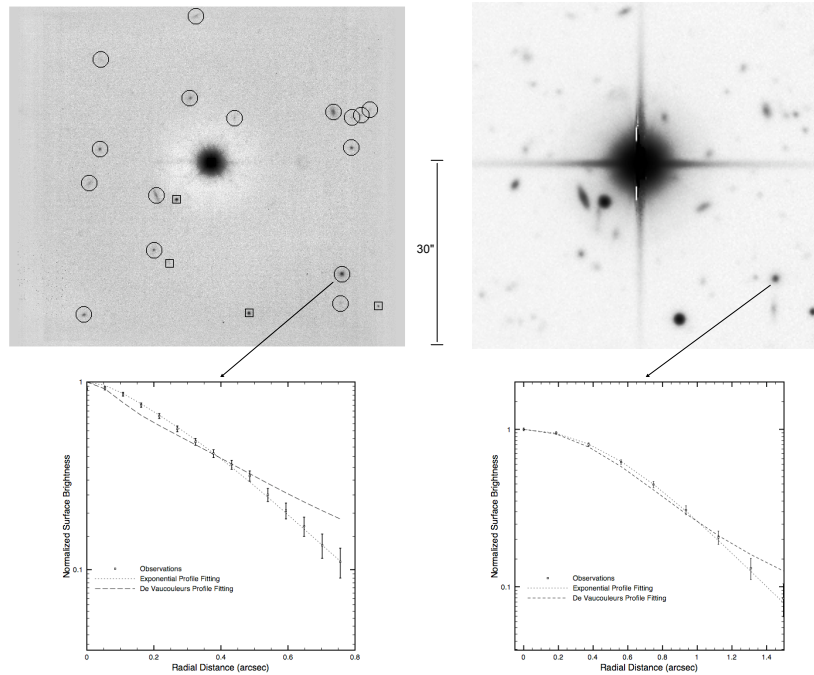 30"
1
0.1
0
0.2
0.4
0.6
0.8
Normalized Surface Brightness
Radial Distance (arcsec)
Observations
Exponential Profile Fitting
De Vaucouleurs Profile Fitting
1
0.1
0
0.2
0.4
0.6
0.8
1
1.2
1.4
Normalized Surface Brightness
Radial Distance (arcsec)
Observations
Exponential Profile Fitting
De Vaucouleurs Profile Fitting